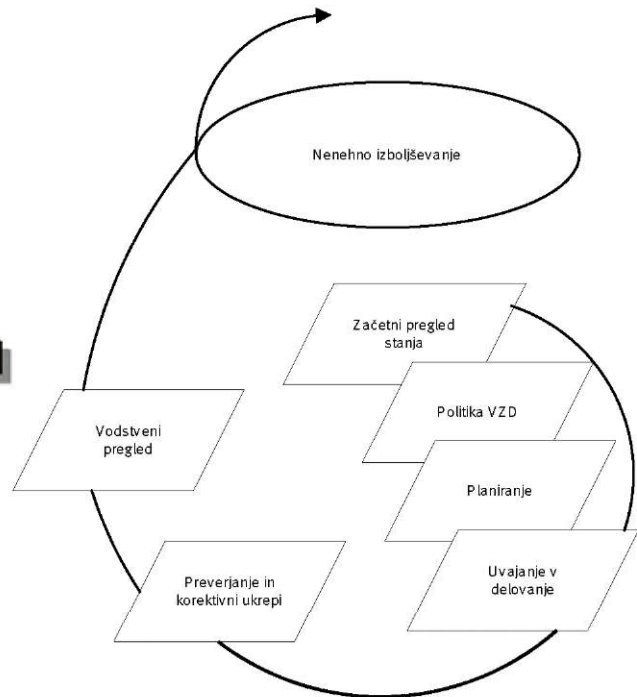 Nenehno izboljševanje
Začetni pregled
stanja
Politika VZD
Planiranje
Uvajanje v
delovanje
Preverjanje in
korektivni ukrepi
Vodstveni
pregled